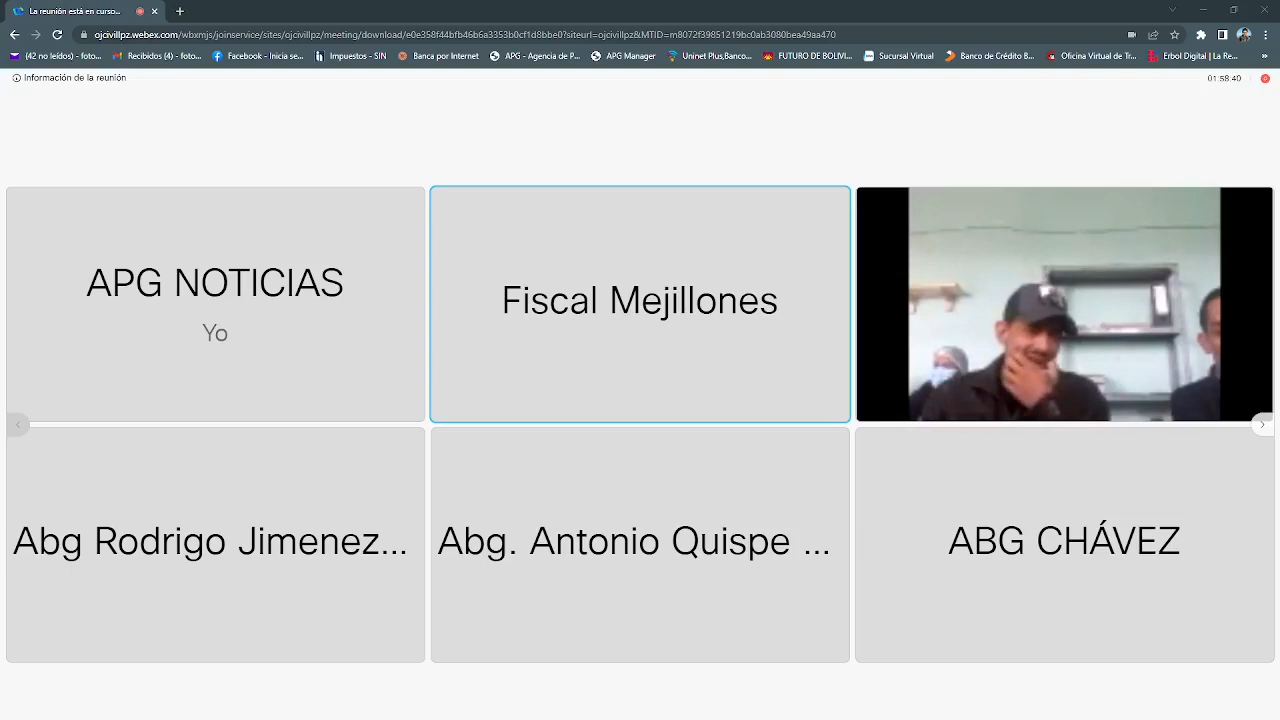 La reunión está en curso...
ojcivillpz.webex.com/wbxmjs/joinservice/sites/ojcivillpz/meeting/download/e0e358f44bfb46b6a3353c0cf1d9bbe0?siteurl=ojcivillpz&MTID=m8072f39851219bc0ab3080bea49aa470
(42 no leídos) - foto... Recibidos (4) - foto... Facebook - Inicia se... Impuestos - SIN Banca por Internet APG - Agencia de P... APG Manager Uninet Plus,Banco... FUTURO DE BOLIVI... Sucursal Virtual Banco de Crédito B... Oficina Virtual de Tr... Erbol Digital | La Re... »
Información de la reunión 01:58:40
APG NOTICIAS
Yo
Fiscal Mejillones
Abg Rodrigo Jimenez... Abg. Antonio Quispe ... ABG CHÁVEZ